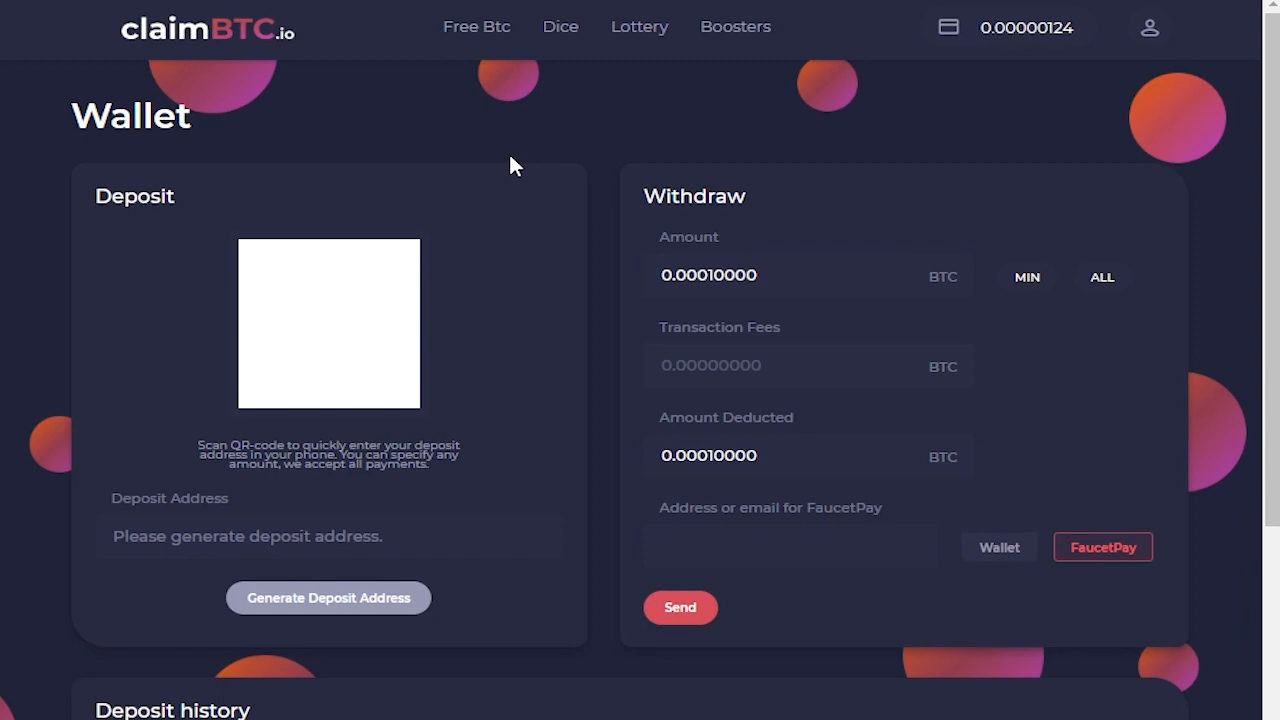 claimBTC.io
Free Btc Dice Lottery Boosters
0.00000124
Wallet
Deposit
Scan QR-code to quickly enter your deposit
address in your phone. You can specify any
amount, we accept all payments.
Deposit Address
Please generate deposit address.
Generate Deposit Address
Withdraw
Amount
0.00010000 BTC MIN ALL
Transaction Fees
0.00000000 BTC
Amount Deducted
0.00010000 BTC
Address or email for FaucetPay
Wallet FaucetPay
Send
Deposit history